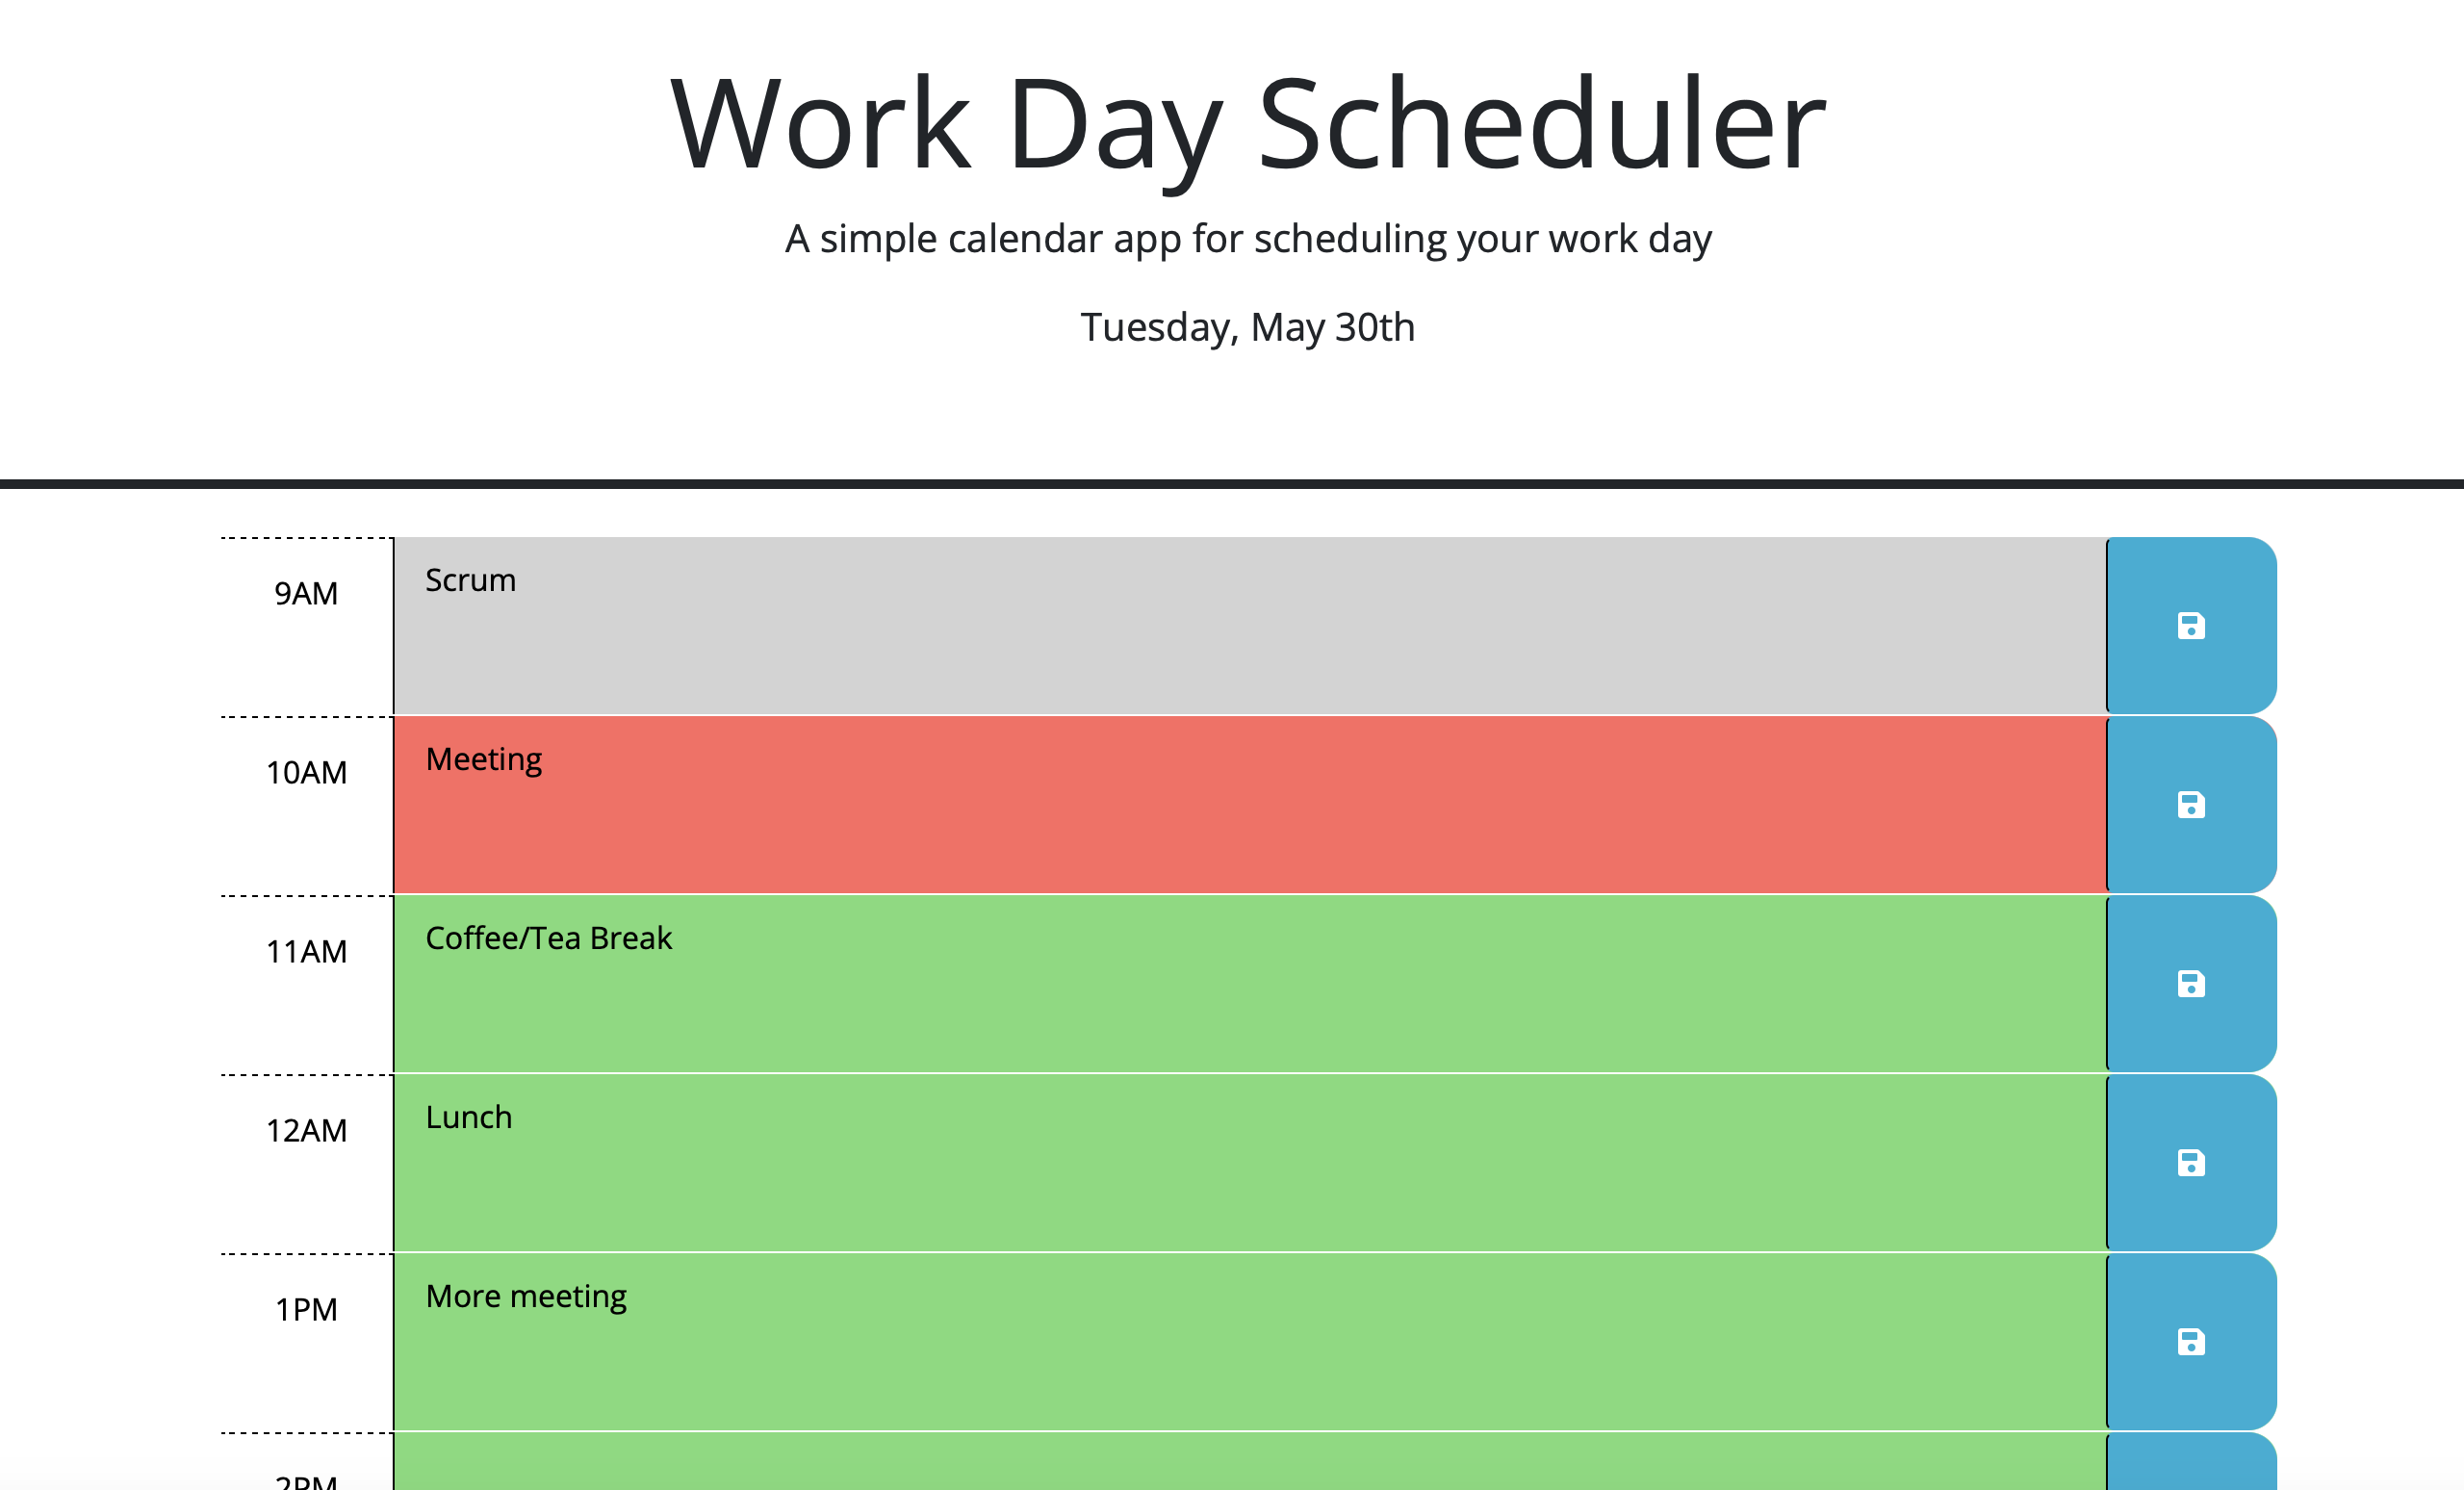 Work Day Scheduler
A simple calendar app for scheduling your work day
Tuesday, May 30th
9AM
Scrum
10AM
Meeting
11AM
Coffee/Tea Break
12AM
Lunch
1PM
More meeting
2PM